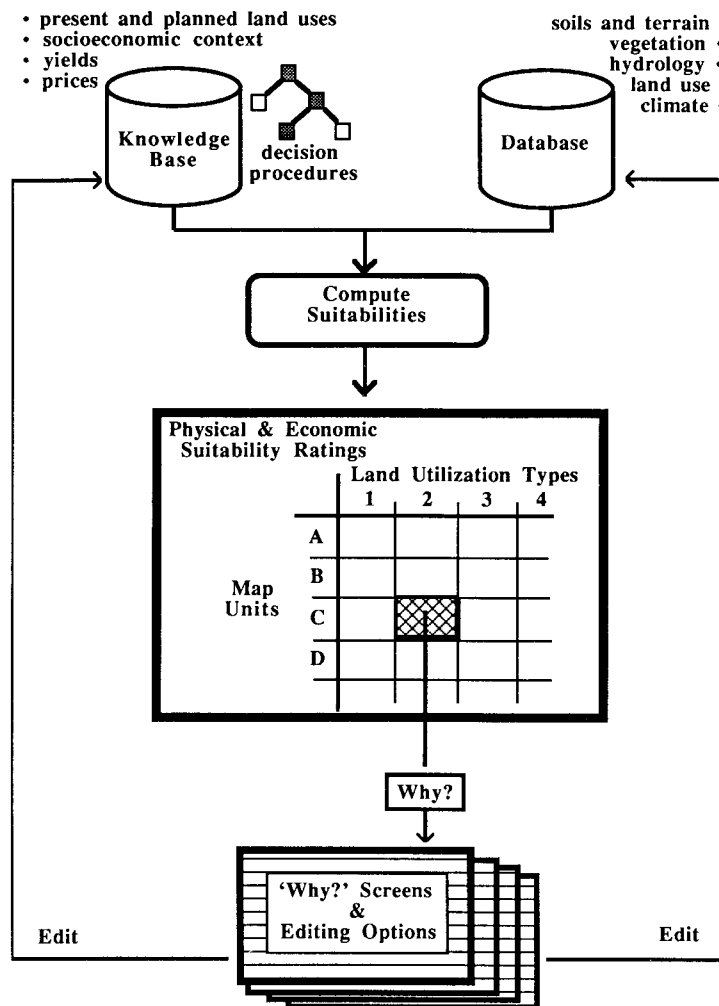 • present and planned land uses
• socioeconomic context
• yields
• prices
soils and terrain
vegetation •
hydrology •
land use
climate •
Knowledge
Base
decision
procedures
Database
Compute
Suitabilities
Physical & Economic
Suitability Ratings
Land Utilization Types
1 2 3 4
A
B
Map
Units
C
D
Why?
‘Why?’ Screens
&
Editing Options
Edit
Edit